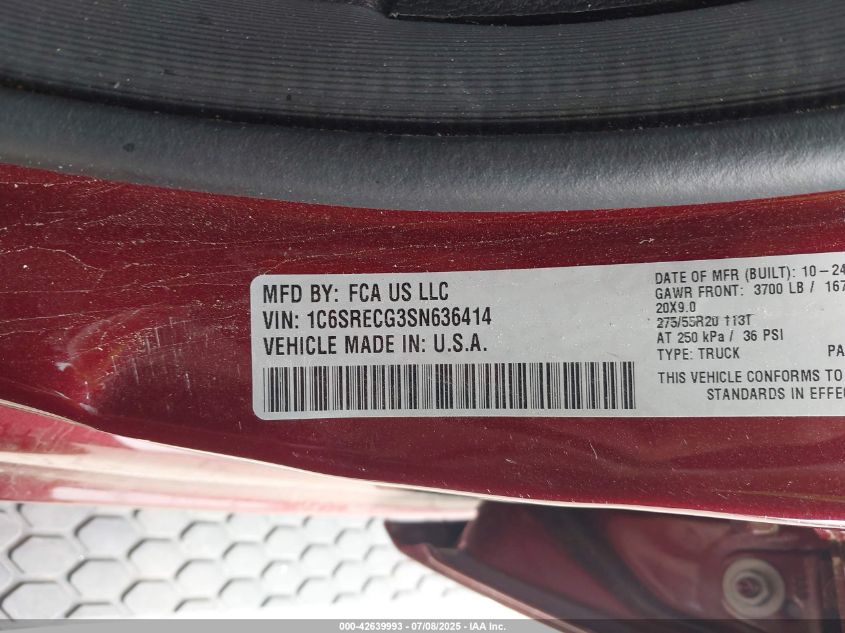 MFD BY: FCA US LLC
VIN: 1C6SRECG3SN636414
VEHICLE MADE IN: U.S.A.
DATE OF MFR (BUILT): 10-24
GAWR FRONT: 3700 LB / 167
20X9.0
275/55R20 113T
AT 250 kPa / 36 PSI
TYPE: TRUCK PA
THIS VEHICLE CONFORMS TO
STANDARDS IN EFFE
000-42639993 - 07/08/2025 - IAA Inc.